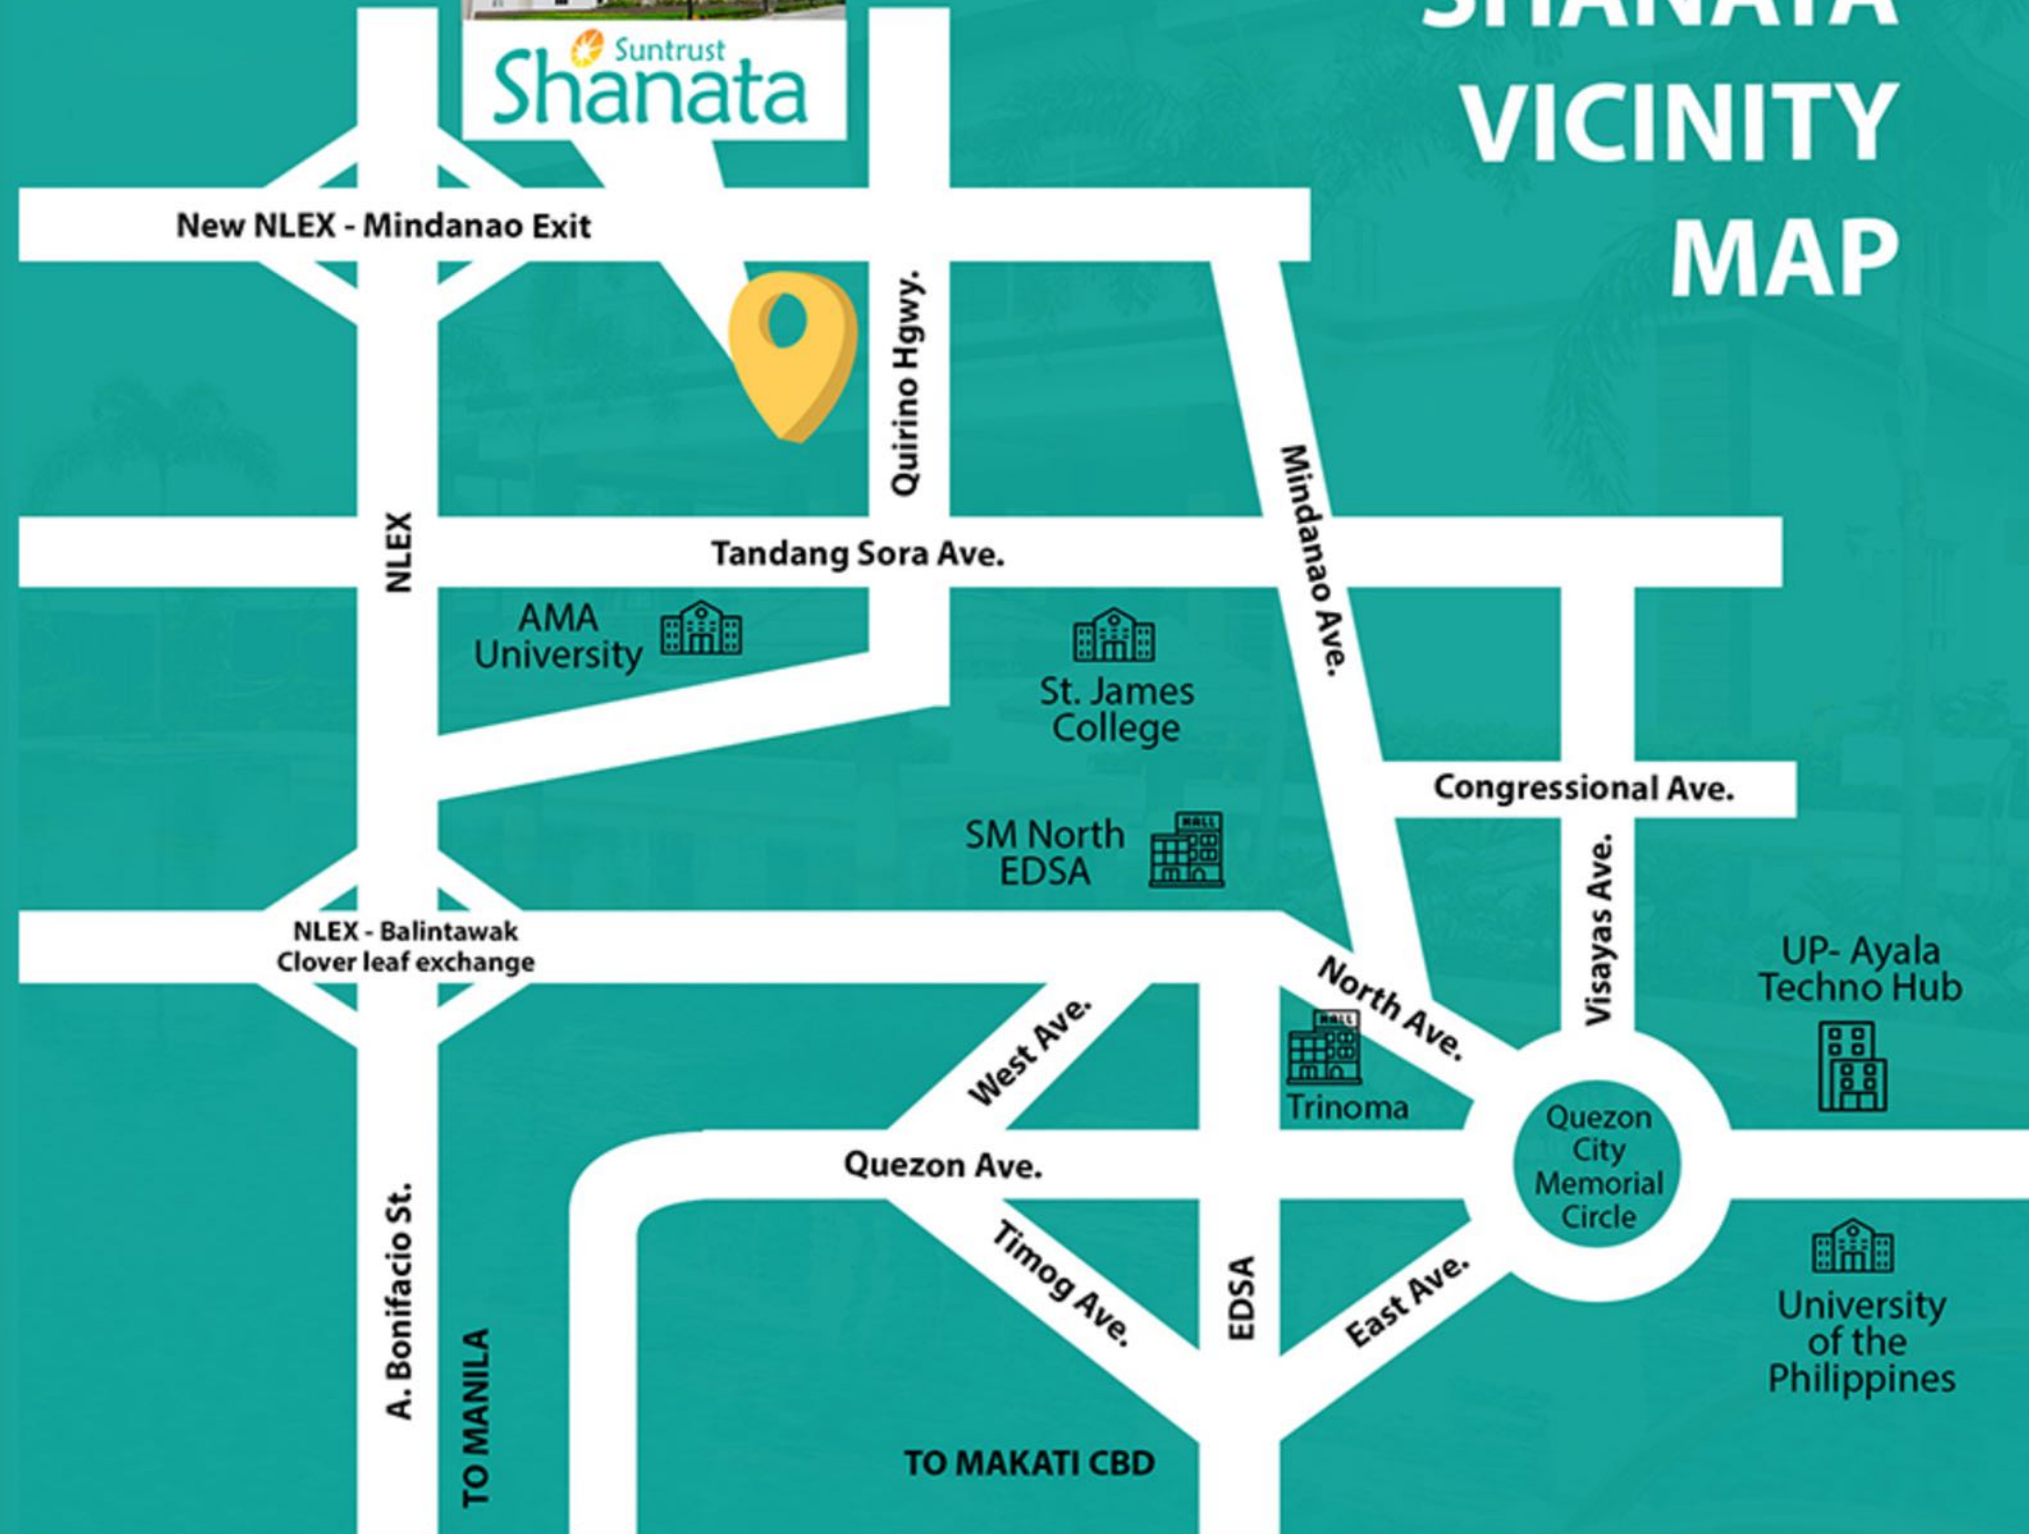 SHANATA
VICINITY
MAP
Suntrust
Shanata
New NLEX - Mindanao Exit
Quirino Hgwy.
Mindanao Ave.
NLEX
Tandang Sora Ave.
AMA
University
St. James
College
Congressional Ave.
SM North
EDSA
MALL
Visayas Ave.
NLEX - Balintawak
Clover leaf exchange
North Ave.
UP- Ayala
Techno Hub
West Ave.
MALL
Trinoma
Quezon
City
Memorial
Circle
Quezon Ave.
A. Bonifacio St.
Timog Ave.
EDSA
East Ave.
University
of the
Philippines
TO MANILA
TO MAKATI CBD